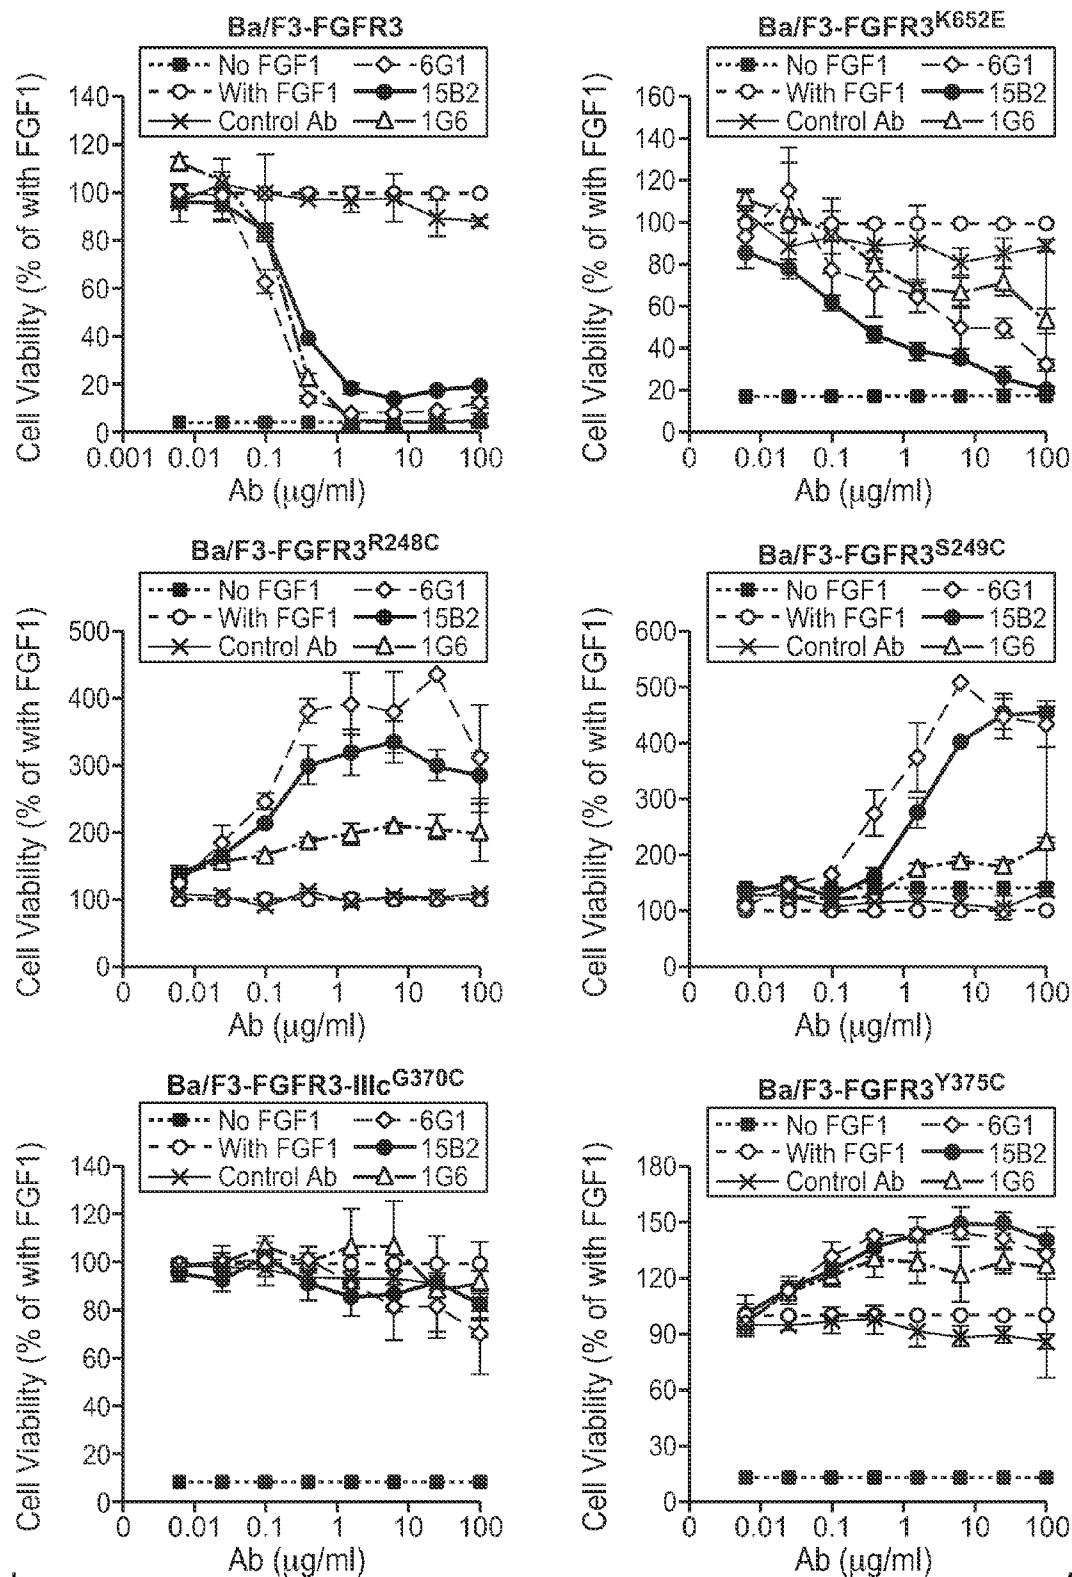 Ba/F3-FGFR3
No FGF1
6G1
With FGF1
15B2
Control Ab
1G6
Cell Viability (% of with FGF1)
140
120
100
80
60
40
20
0
0.001 0.01 0.1 1 10 100
Ab (μg/ml)
Ba/F3-FGFR3K652E
No FGF1
6G1
With FGF1
15B2
Control Ab
1G6
Cell Viability (% of with FGF1)
160
140
120
100
80
60
40
20
0
0 0.01 0.1 1 10 100
Ab (μg/ml)
Ba/F3-FGFR3R248C
No FGF1
6G1
With FGF1
15B2
Control Ab
1G6
Cell Viability (% of with FGF1)
500
400
300
200
100
0
0 0.01 0.1 1 10 100
Ab (μg/ml)
Ba/F3-FGFR3S249C
No FGF1
6G1
With FGF1
15B2
Control Ab
1G6
Cell Viability (% of with FGF1)
600
500
400
300
200
100
0
0 0.01 0.1 1 10 100
Ab (μg/ml)
Ba/F3-FGFR3-IIIcG370C
No FGF1
6G1
With FGF1
15B2
Control Ab
1G6
Cell Viability (% of with FGF1)
140
120
100
80
60
40
20
0
0 0.01 0.1 1 10 100
Ab (μg/ml)
Ba/F3-FGFR3Y375C
No FGF1
6G1
With FGF1
15B2
Control Ab
1G6
Cell Viability (% of with FGF1)
180
150
120
90
60
30
0
0 0.01 0.1 1 10 100
Ab (μg/ml)